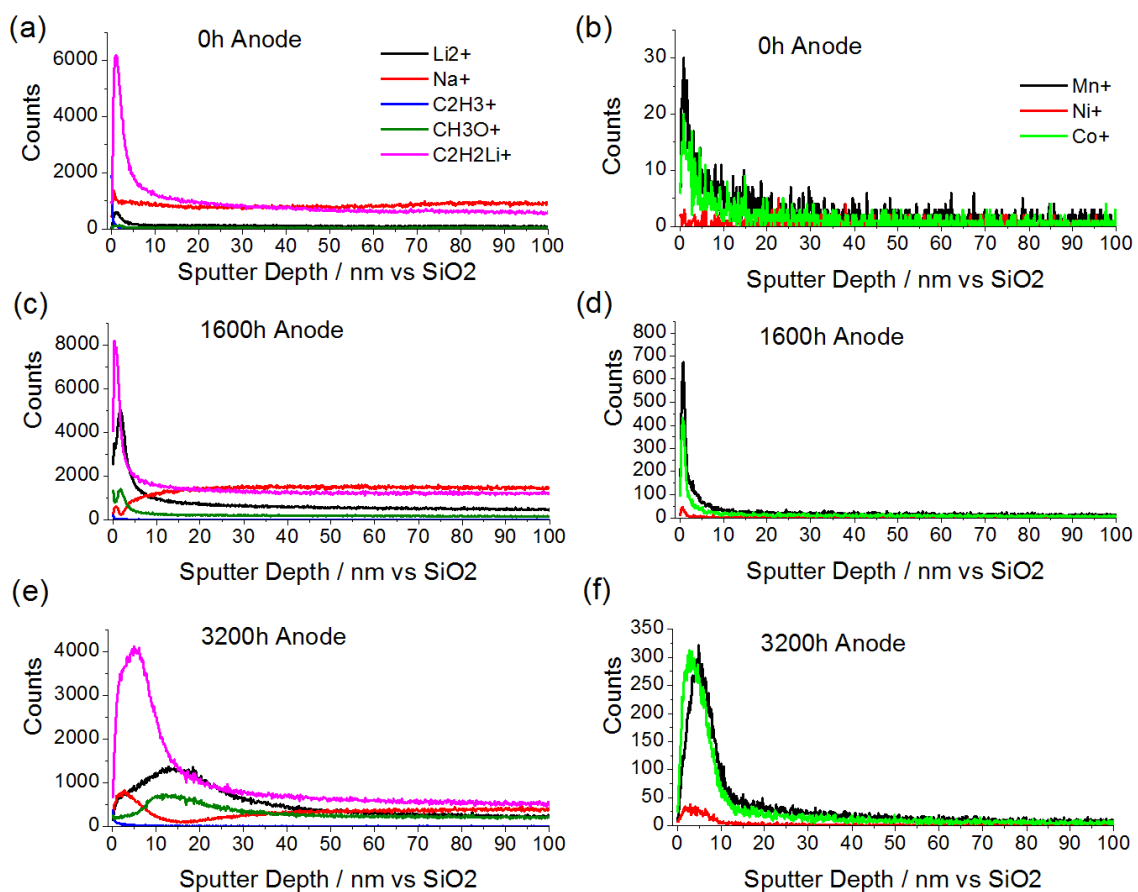 (a)
0h Anode
Counts
6000
4000
2000
0
Li2+
Na+
C2H3+
CH3O+
C2H2Li+
0 10 20 30 40 50 60 70 80 90 100
Sputter Depth / nm vs SiO2
(b)
0h Anode
Counts
30
20
10
0
Mn+
Ni+
Co+
0 10 20 30 40 50 60 70 80 90 100
Sputter Depth / nm vs SiO2
(c)
1600h Anode
Counts
8000
6000
4000
2000
0
0 10 20 30 40 50 60 70 80 90 100
Sputter Depth / nm vs SiO2
(d)
1600h Anode
Counts
800
700
600
500
400
300
200
100
0
0 10 20 30 40 50 60 70 80 90 100
Sputter Depth / nm vs SiO2
(e)
3200h Anode
Counts
4000
3000
2000
1000
0
0 10 20 30 40 50 60 70 80 90 100
Sputter Depth / nm vs SiO2
(f)
3200h Anode
Counts
350
300
250
200
150
100
50
0
0 10 20 30 40 50 60 70 80 90 100
Sputter Depth / nm vs SiO2